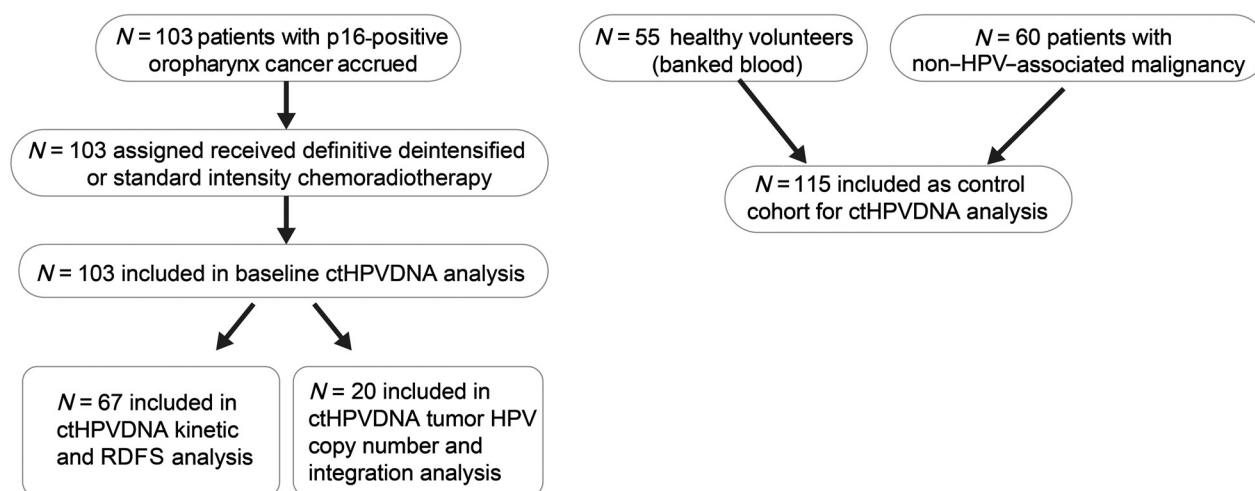 N = 103 patients with p16-positive
oropharynx cancer accrued
N = 103 assigned received definitive deintensified
or standard intensity chemoradiotherapy
N = 103 included in baseline ctHPVDNA analysis
N = 67 included in
ctHPVDNA kinetic
and RDFS analysis
N = 20 included in
ctHPVDNA tumor HPV
copy number and
integration analysis
N = 55 healthy volunteers
(banked blood)
N = 60 patients with
non–HPV–associated malignancy
N = 115 included as control
cohort for ctHPVDNA analysis